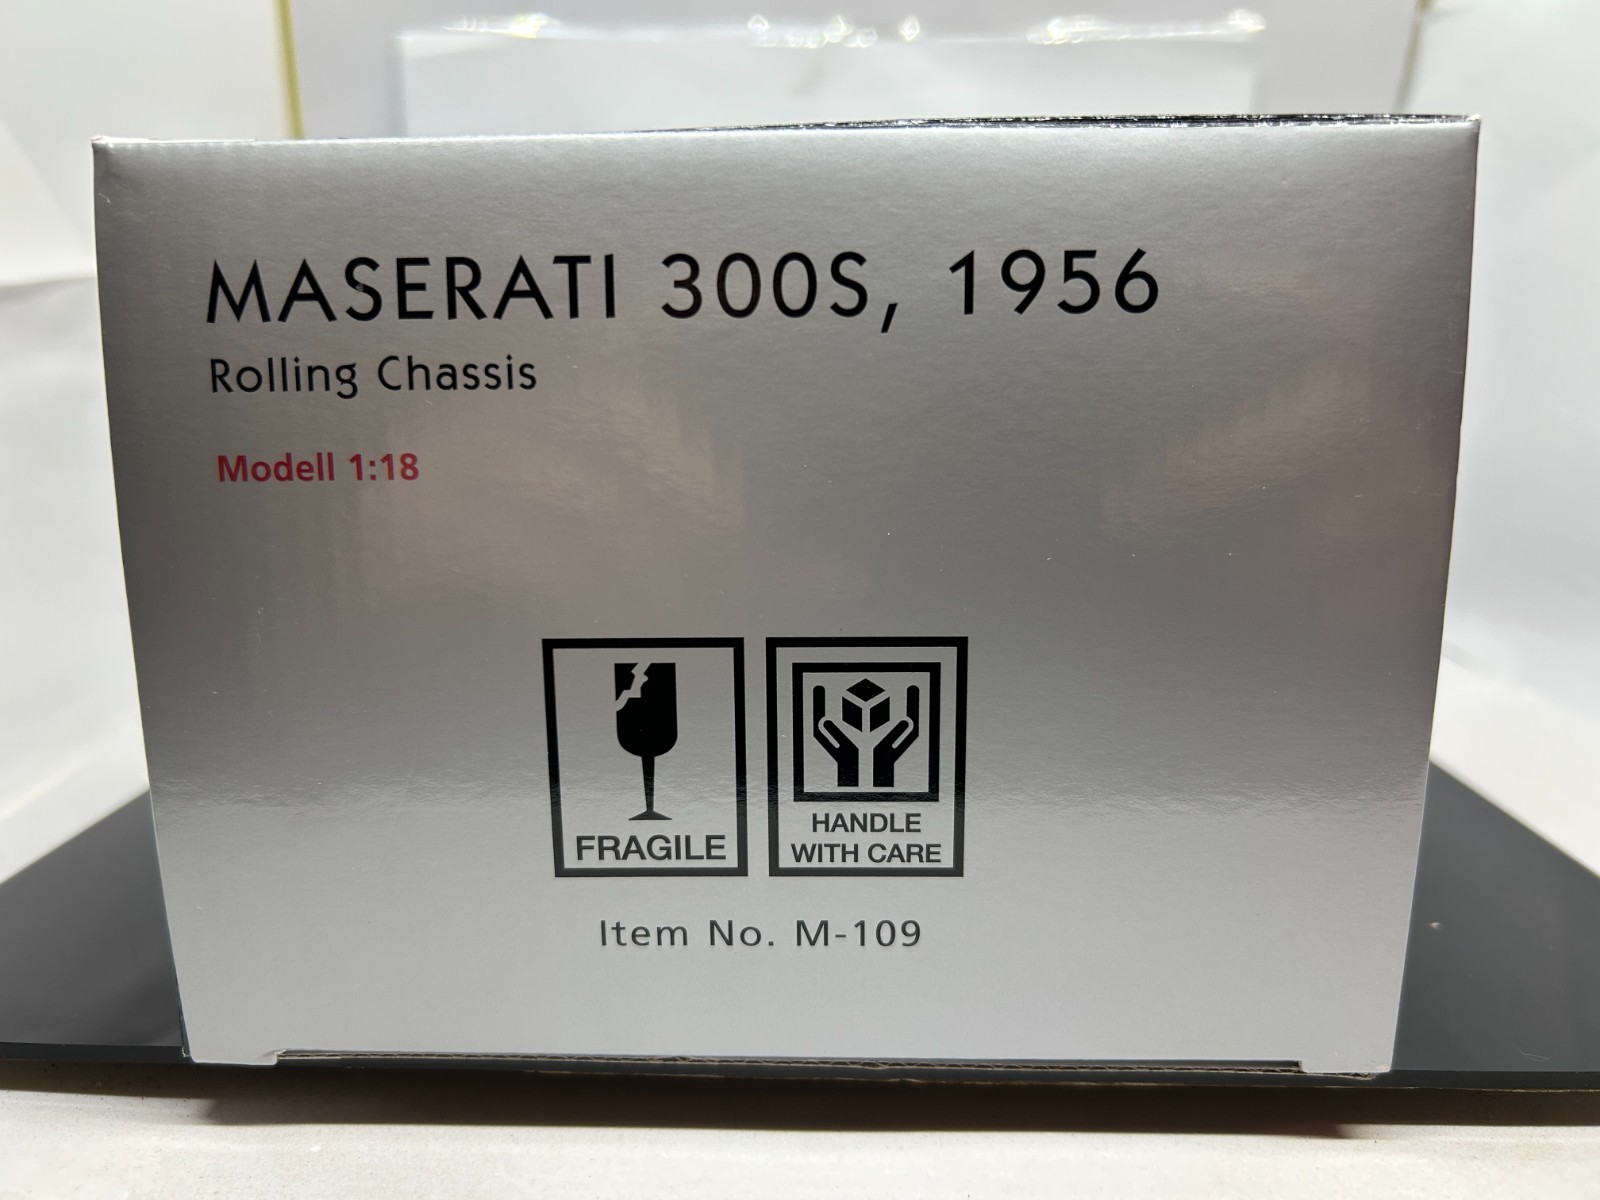 MASERATI 300S, 1956
Rolling Chassis
Modell 1:18
FRAGILE
HANDLE
WITH CARE
Item No. M-109